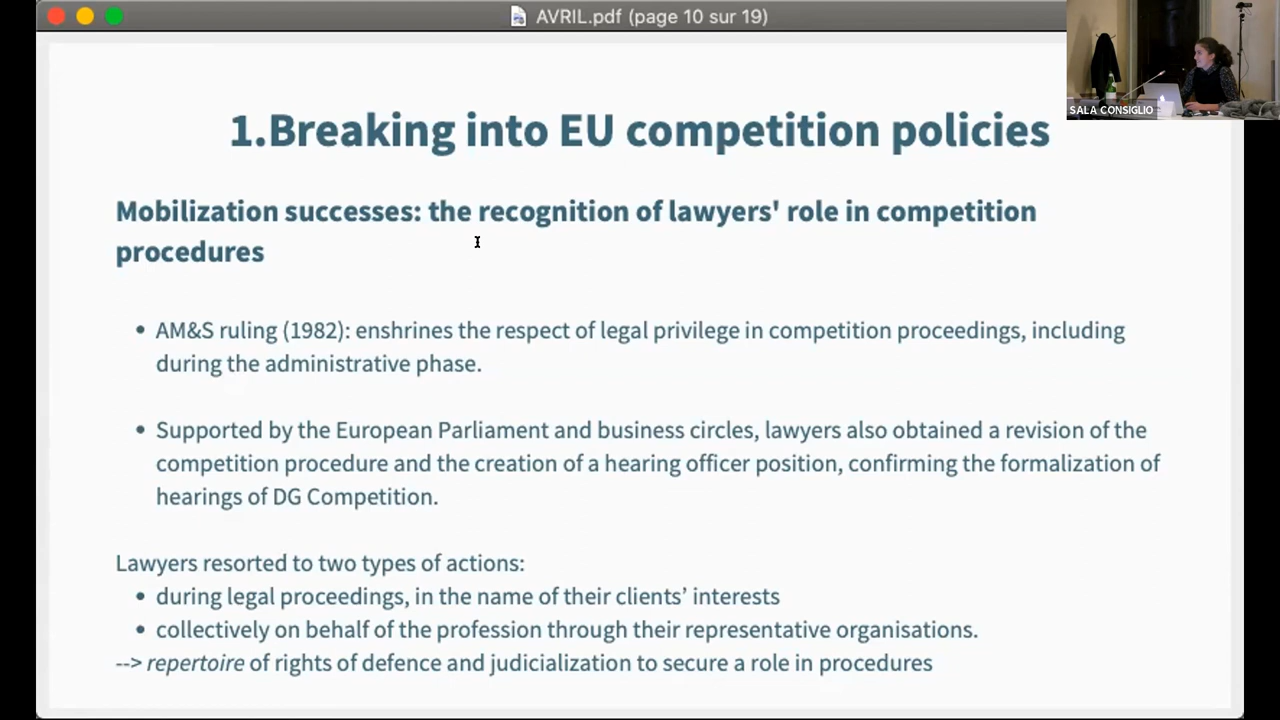 AVRIL.pdf (page 10 sur 19)
SALA CONSIGLIO
1.Breaking into EU competition policies
Mobilization successes: the recognition of lawyers' role in competition
procedures
• AM&S ruling (1982): enshrines the respect of legal privilege in competition proceedings, including
during the administrative phase.
• Supported by the European Parliament and business circles, lawyers also obtained a revision of the
competition procedure and the creation of a hearing officer position, confirming the formalization of
hearings of DG Competition.
Lawyers resorted to two types of actions:
• during legal proceedings, in the name of their clients’ interests
• collectively on behalf of the profession through their representative organisations.
--> repertoire of rights of defence and judicialization to secure a role in procedures